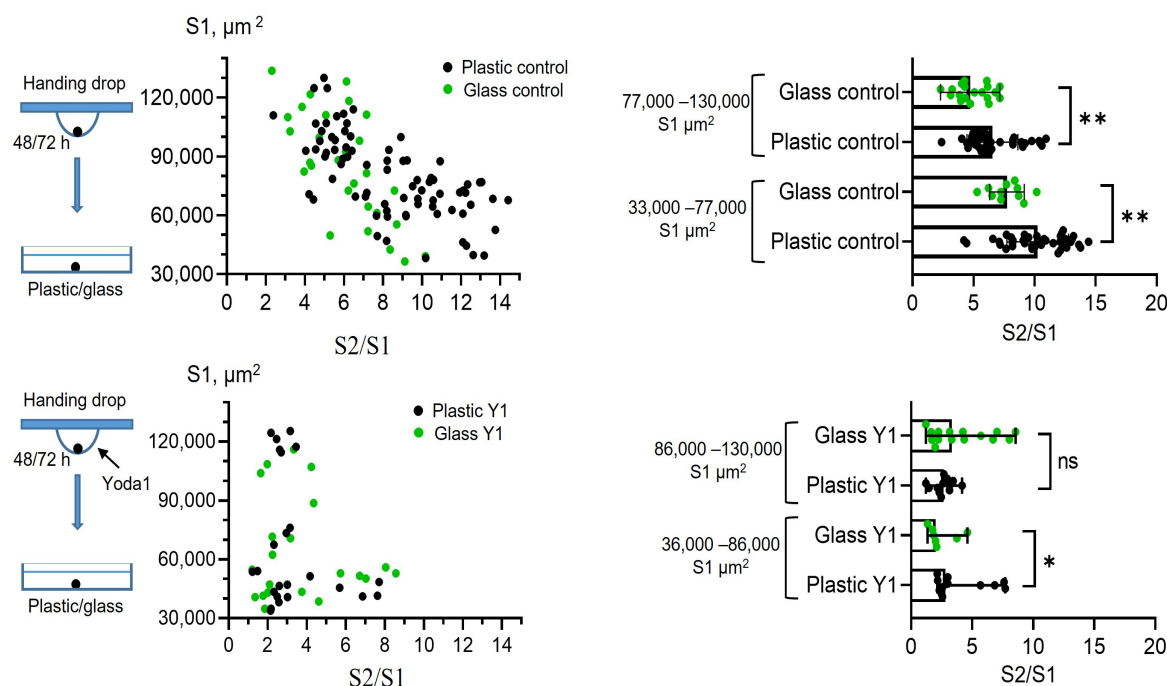 S1, µm²
Handing drop
48/72 h
Plastic/glass
120,000
90,000
60,000
30,000
0 2 4 6 8 10 12 14
S2/S1
Plastic control
Glass control
77,000 –130,000
S1 µm²
33,000 –77,000
S1 µm²
Glass control
Plastic control
Glass control
Plastic control
**
**
0 5 10 15 20
S2/S1
S1, µm²
Handing drop
48/72 h
Yoda1
Plastic/glass
120,000
90,000
60,000
30,000
0 2 4 6 8 10 12 14
S2/S1
Plastic Y1
Glass Y1
86,000 –130,000
S1 µm²
36,000 –86,000
S1 µm²
Glass Y1
Plastic Y1
Glass Y1
Plastic Y1
ns
*
0 5 10 15 20
S2/S1